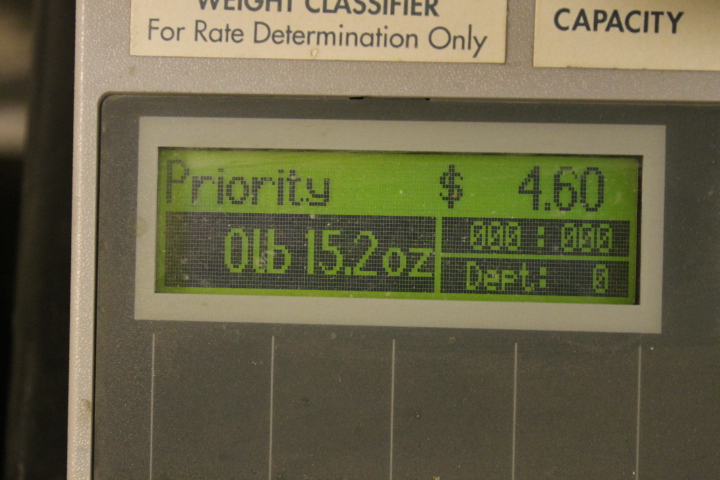 WEIGHT CLASSIFIER
For Rate Determination Only
CAPACITY
Priority $ 4.60
0lb 15.2oz
000 : 000
Dept: 0